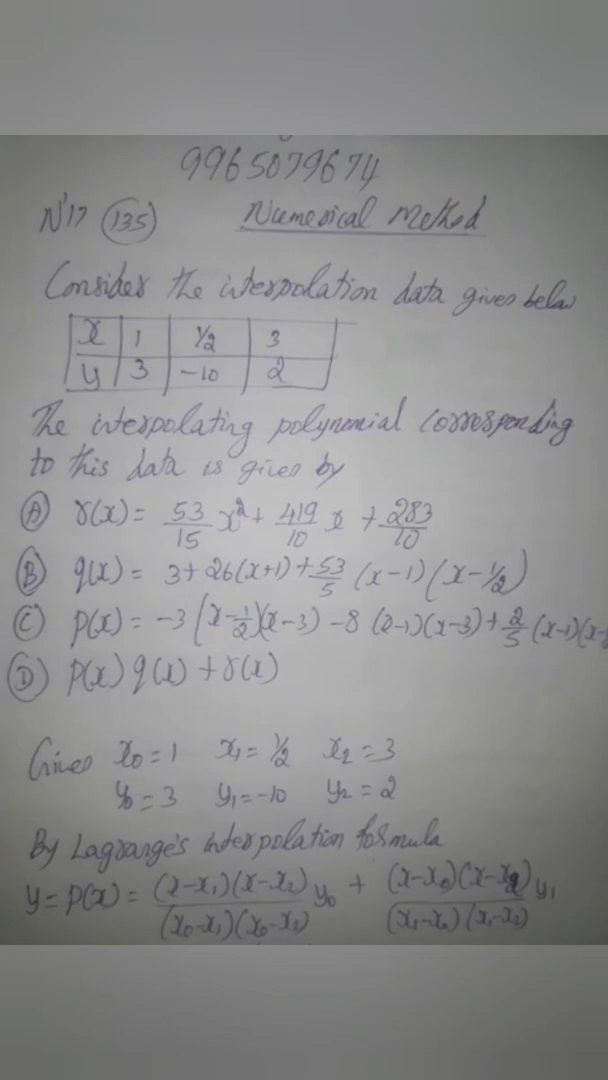 9965079674
N'17 (135) Numerical Method
Consider the interpolation data given below
x 1 1/2 3
y 3 -10 2
The interpolating polynomial corresponding
to this data is given by
(A) r(x) = 53/15 x² + 419/10 x + 283/10
(B) q(x) = 3 + 26(x+1) + 53/5 (x-1)(x-1/2)
(C) p(x) = -3 (x-1/2)(x-3) - 8 (x-1)(x-3) + 2/5 (x-1)(x-
(D) p(x) q(x) + r(x)
Given x₀ = 1 x₁ = 1/2 x₂ = 3
y₀ = 3 y₁ = -10 y₂ = 2
By Lagrange's interpolation formula
y = p(x) = (x-x₁)(x-x₂)/(x₀-x₁)(x₀-x₂) y₀ + (x-x₀)(x-x₂)/(x₁-x₀)(x₁-x₂) y₁